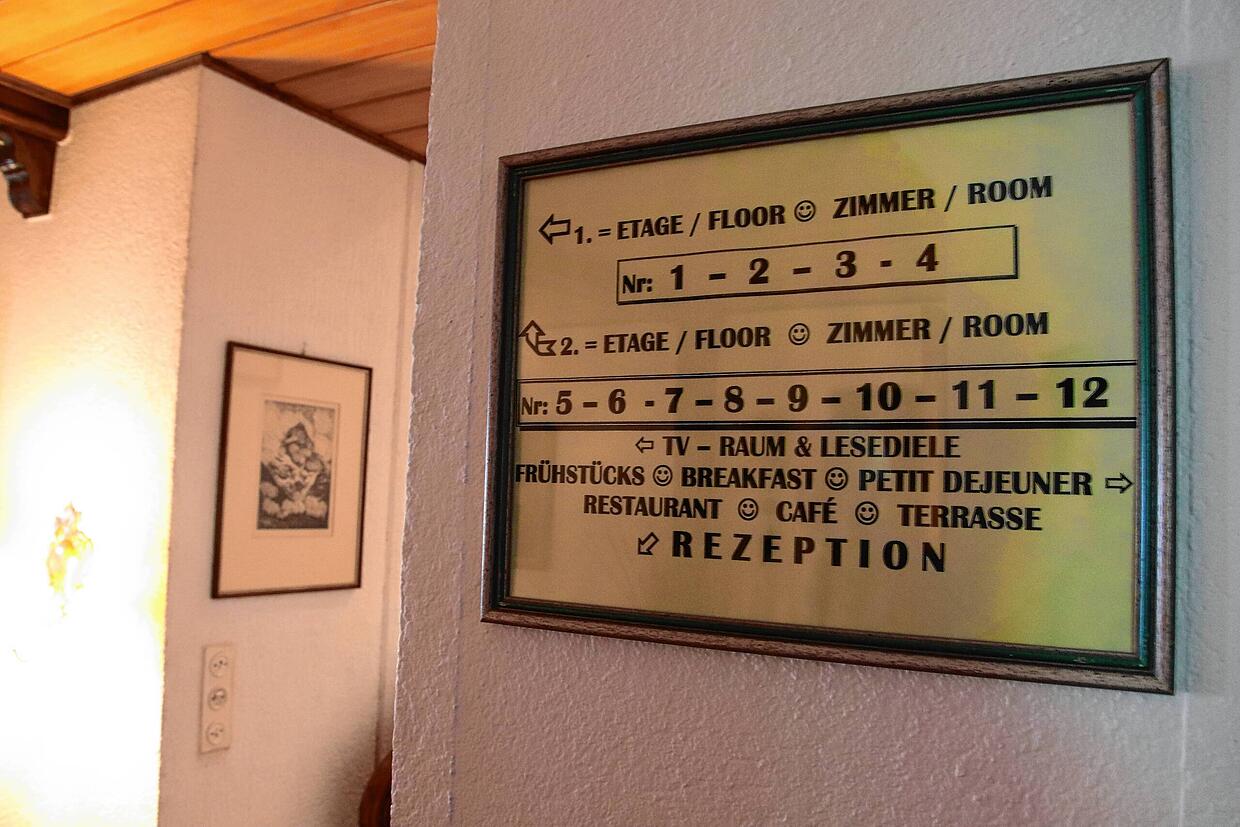 ⇦ 1. = ETAGE / FLOOR ☺ ZIMMER / ROOM
Nr: 1 – 2 – 3 - 4
2. = ETAGE / FLOOR ☺ ZIMMER / ROOM
Nr: 5 – 6 - 7 – 8 – 9 – 10 – 11 – 12
⇦ TV – RAUM & LESEDIELE
FRÜHSTÜCKS ☺ BREAKFAST ☺ PETIT DEJEUNER ⇨
RESTAURANT ☺ CAFÉ ☺ TERRASSE
⬃ REZEPTION